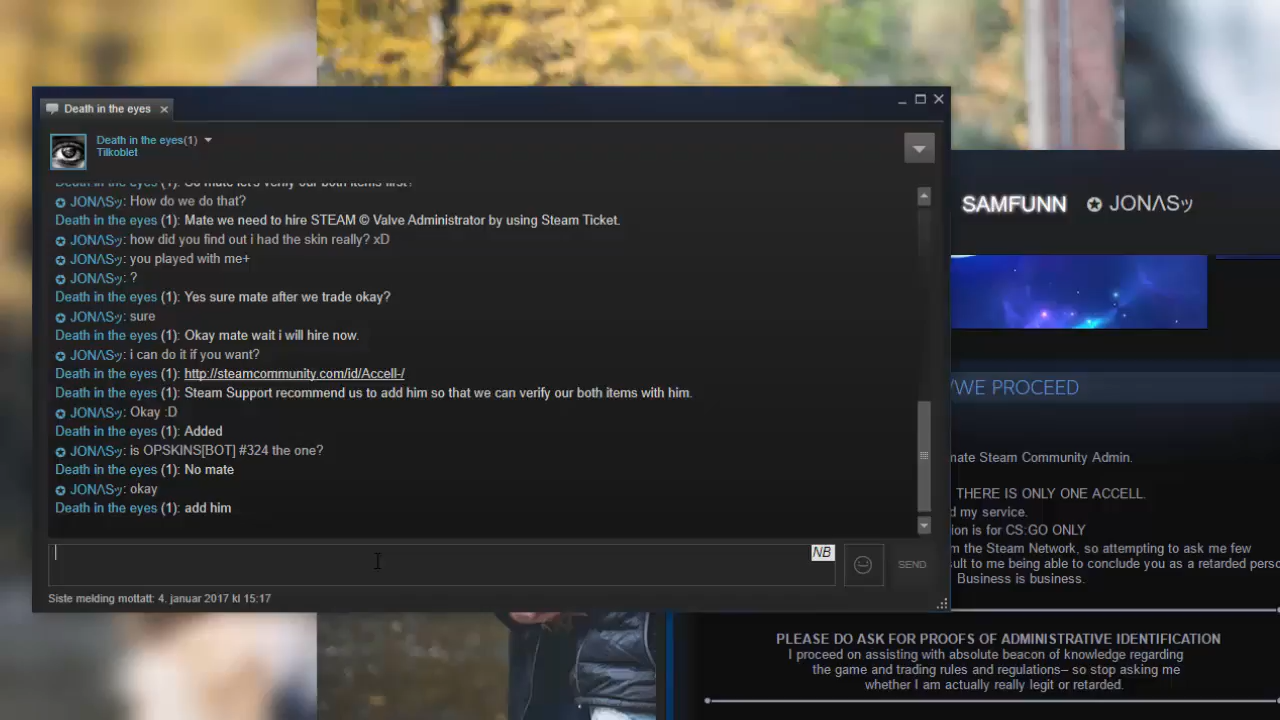 Death in the eyes
Death in the eyes(1)
Tilkoblet
Death in the eyes (1): So mate let's verify our both items first?
✪ JONΛSッ: How do we do that?
Death in the eyes (1): Mate we need to hire STEAM © Valve Administrator by using Steam Ticket.
✪ JONΛSッ: how did you find out i had the skin really? xD
✪ JONΛSッ: you played with me+
✪ JONΛSッ: ?
Death in the eyes (1): Yes sure mate after we trade okay?
✪ JONΛSッ: sure
Death in the eyes (1): Okay mate wait i will hire now.
✪ JONΛSッ: i can do it if you want?
Death in the eyes (1): http://steamcommunity.com/id/Accell-/
Death in the eyes (1): Steam Support recommend us to add him so that we can verify our both items with him.
✪ JONΛSッ: Okay :D
Death in the eyes (1): Added
✪ JONΛSッ: is OPSKINS[BOT] #324 the one?
Death in the eyes (1): No mate
✪ JONΛSッ: okay
Death in the eyes (1): add him
NB
SEND
Siste melding mottatt: 4. januar 2017 kl 15:17
SAMFUNN ✪ JONΛSッ
/WE PROCEED
mate Steam Community Admin.
THERE IS ONLY ONE ACCELL.
d my service.
ion is for CS:GO ONLY
m the Steam Network, so attempting to ask me few
sult to me being able to conclude you as a retarded perso
Business is business.
PLEASE DO ASK FOR PROOFS OF ADMINISTRATIVE IDENTIFICATION
I proceed on assisting with absolute beacon of knowledge regarding
the game and trading rules and regulations– so stop asking me
whether I am actually really legit or retarded.